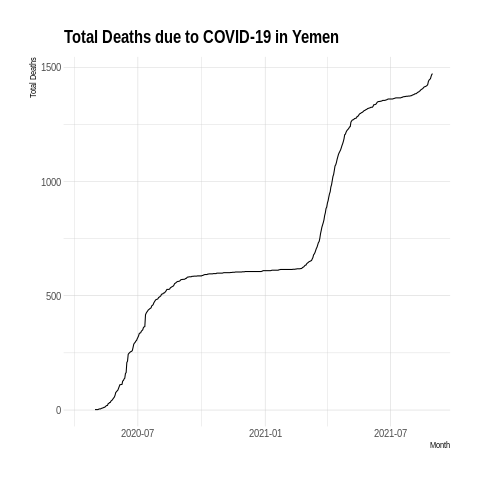 Total Deaths due to COVID-19 in Yemen
Total Deaths
1500
1000
500
0
2020-07
2021-01
2021-07
Month